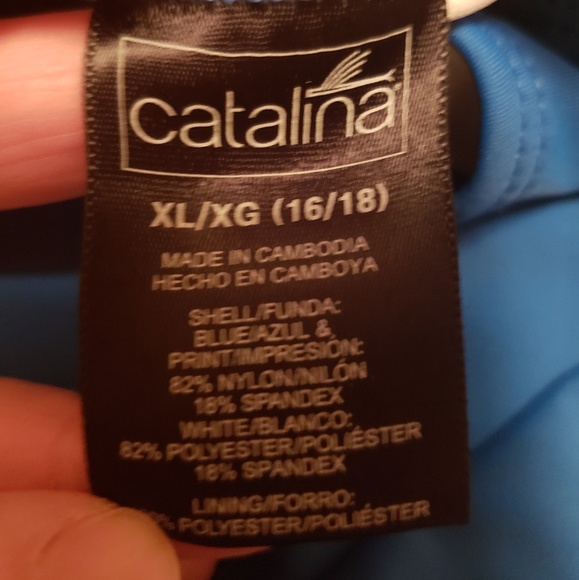 catalina
XL/XG (16/18)
MADE IN CAMBODIA
HECHO EN CAMBOYA
SHELL/FUNDA:
BLUE/AZUL &
PRINT/IMPRESIÓN:
82% NYLON/NILÓN
18% SPANDEX
WHITE/BLANCO:
82% POLYESTER/POLIÉSTER
18% SPANDEX
LINING/FORRO:
POLYESTER/POLIÉSTER